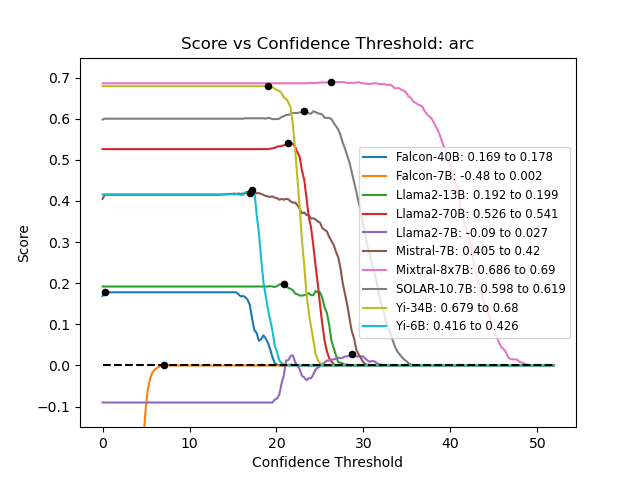 Score vs Confidence Threshold: arc
0.7
0.6
0.5
0.4
0.3
0.2
0.1
0.0
−0.1
Score
Falcon-40B: 0.169 to 0.178
Falcon-7B: -0.48 to 0.002
Llama2-13B: 0.192 to 0.199
Llama2-70B: 0.526 to 0.541
Llama2-7B: -0.09 to 0.027
Mistral-7B: 0.405 to 0.42
Mixtral-8x7B: 0.686 to 0.69
SOLAR-10.7B: 0.598 to 0.619
Yi-34B: 0.679 to 0.68
Yi-6B: 0.416 to 0.426
0 10 20 30 40 50
Confidence Threshold